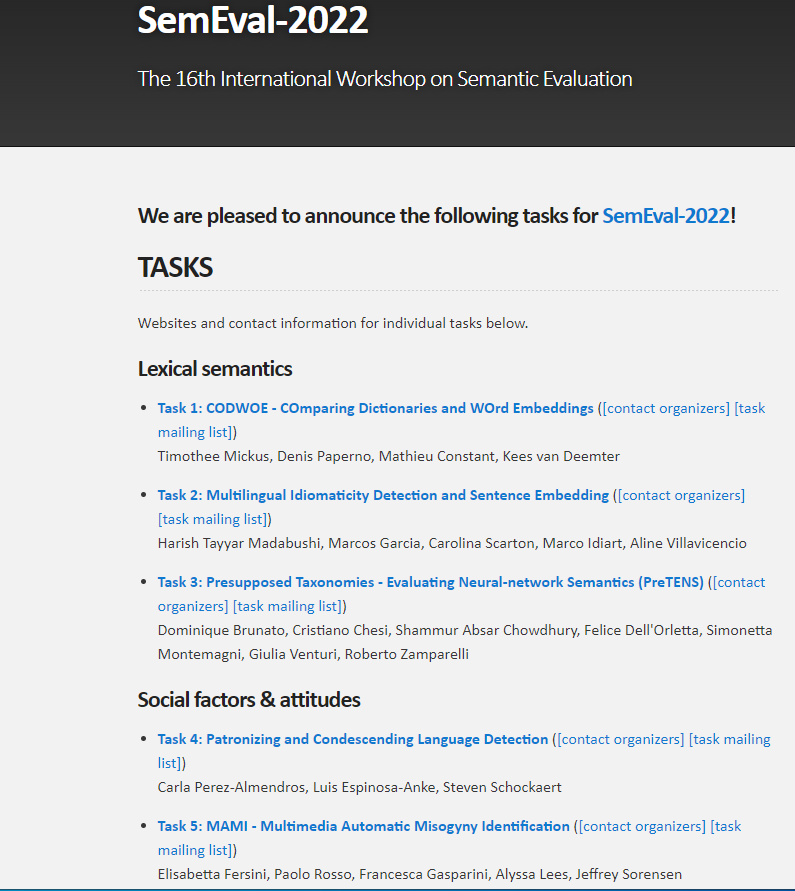 SemEval-2022
The 16th International Workshop on Semantic Evaluation
We are pleased to announce the following tasks for SemEval-2022!
TASKS
Websites and contact information for individual tasks below.
Lexical semantics
• Task 1: CODWOE - COmparing Dictionaries and WOrd Embeddings ([contact organizers] [task
mailing list])
Timothee Mickus, Denis Paperno, Mathieu Constant, Kees van Deemter
• Task 2: Multilingual Idiomaticity Detection and Sentence Embedding ([contact organizers]
[task mailing list])
Harish Tayyar Madabushi, Marcos Garcia, Carolina Scarton, Marco Idiart, Aline Villavicencio
• Task 3: Presupposed Taxonomies - Evaluating Neural-network Semantics (PreTENS) ([contact
organizers] [task mailing list])
Dominique Brunato, Cristiano Chesi, Shammur Absar Chowdhury, Felice Dell'Orletta, Simonetta
Montemagni, Giulia Venturi, Roberto Zamparelli
Social factors & attitudes
• Task 4: Patronizing and Condescending Language Detection ([contact organizers] [task mailing
list])
Carla Perez-Almendros, Luis Espinosa-Anke, Steven Schockaert
• Task 5: MAMI - Multimedia Automatic Misogyny Identification ([contact organizers] [task
mailing list])
Elisabetta Fersini, Paolo Rosso, Francesca Gasparini, Alyssa Lees, Jeffrey Sorensen